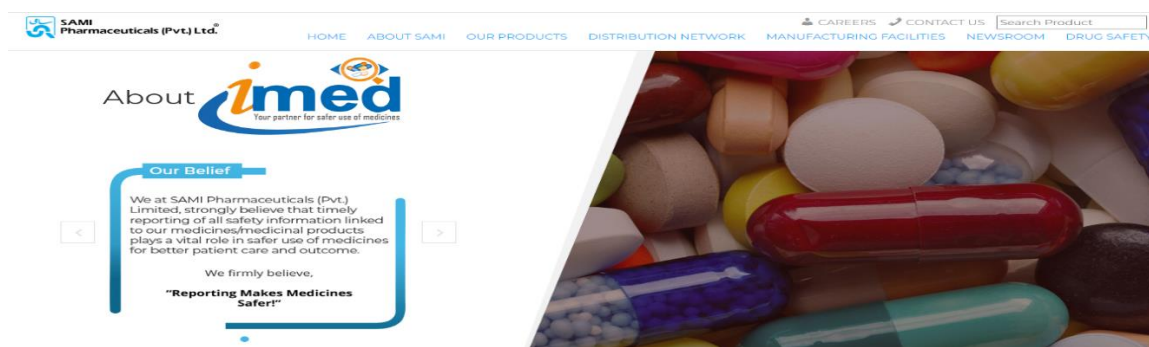 SAMI
Pharmaceuticals (Pvt.) Ltd.®
CAREERS CONTACT US Search Product
HOME ABOUT SAMI OUR PRODUCTS DISTRIBUTION NETWORK MANUFACTURING FACILITIES NEWSROOM DRUG SAFETY
About imed
Your partner for safer use of medicines
Our Belief
We at SAMI Pharmaceuticals (Pvt.)
Limited, strongly believe that timely
reporting of all safety information linked
to our medicines/medicinal products
plays a vital role in safer use of medicines
for better patient care and outcome.
< >
We firmly believe,
“Reporting Makes Medicines
Safer!”